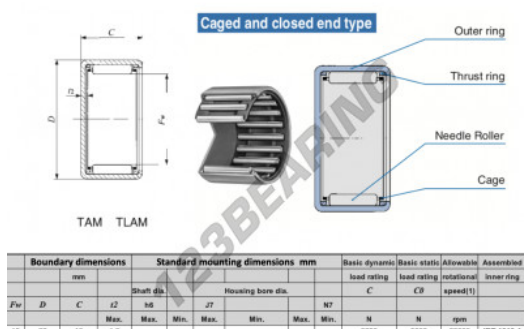 Caged and closed end type
C
Outer ring
Thrust ring
D
Fw
Needle Roller
Cage
TAM TLAM
123BEARING
Boundary dimensions Standard mounting dimensions mm Basic dynamic Basic static Allowable Assembled
mm load rating load rating rotational inner ring
Shaft dia. Housing bore dia. C C0 speed(1)
Fw D C t2 h6 J7 N7
Max. Max. Min. Max. Min. Max. Min. N N rpm